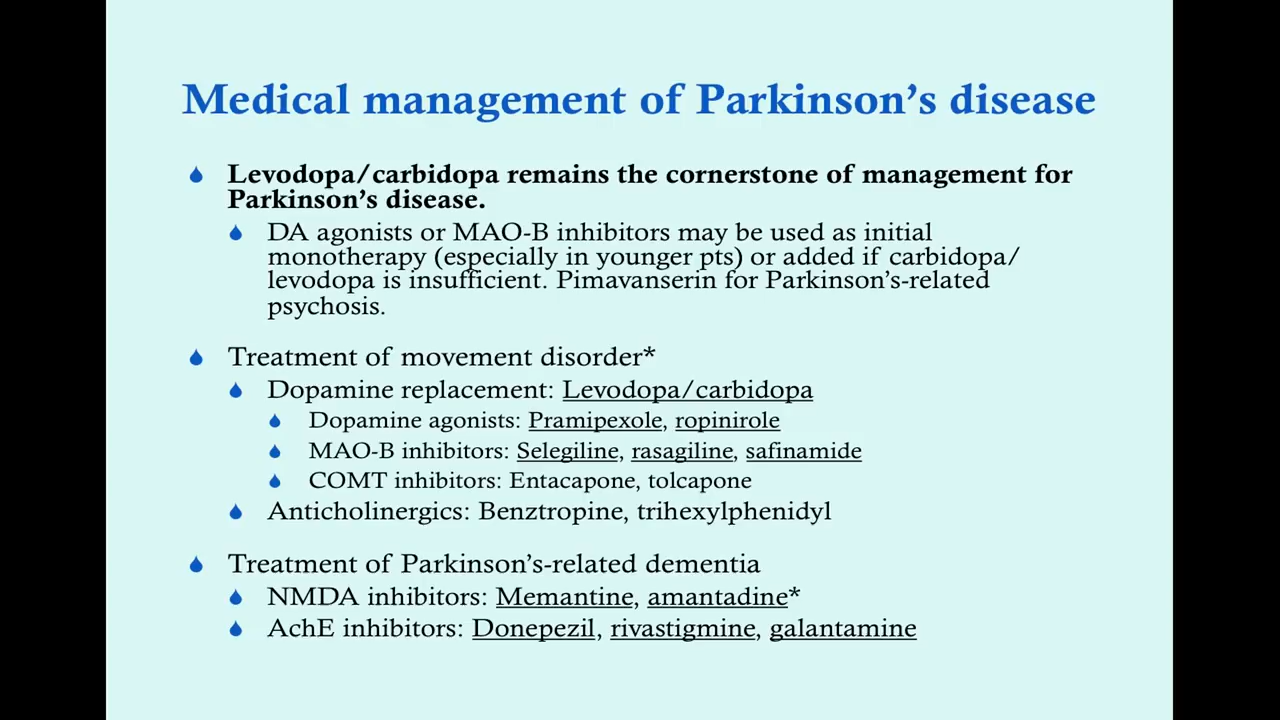 Medical management of Parkinson’s disease
Levodopa/carbidopa remains the cornerstone of management for
Parkinson’s disease.
DA agonists or MAO-B inhibitors may be used as initial
monotherapy (especially in younger pts) or added if carbidopa/
levodopa is insufficient. Pimavanserin for Parkinson’s-related
psychosis.
Treatment of movement disorder*
Dopamine replacement: Levodopa/carbidopa
Dopamine agonists: Pramipexole, ropinirole
MAO-B inhibitors: Selegiline, rasagiline, safinamide
COMT inhibitors: Entacapone, tolcapone
Anticholinergics: Benztropine, trihexylphenidyl
Treatment of Parkinson’s-related dementia
NMDA inhibitors: Memantine, amantadine*
AchE inhibitors: Donepezil, rivastigmine, galantamine